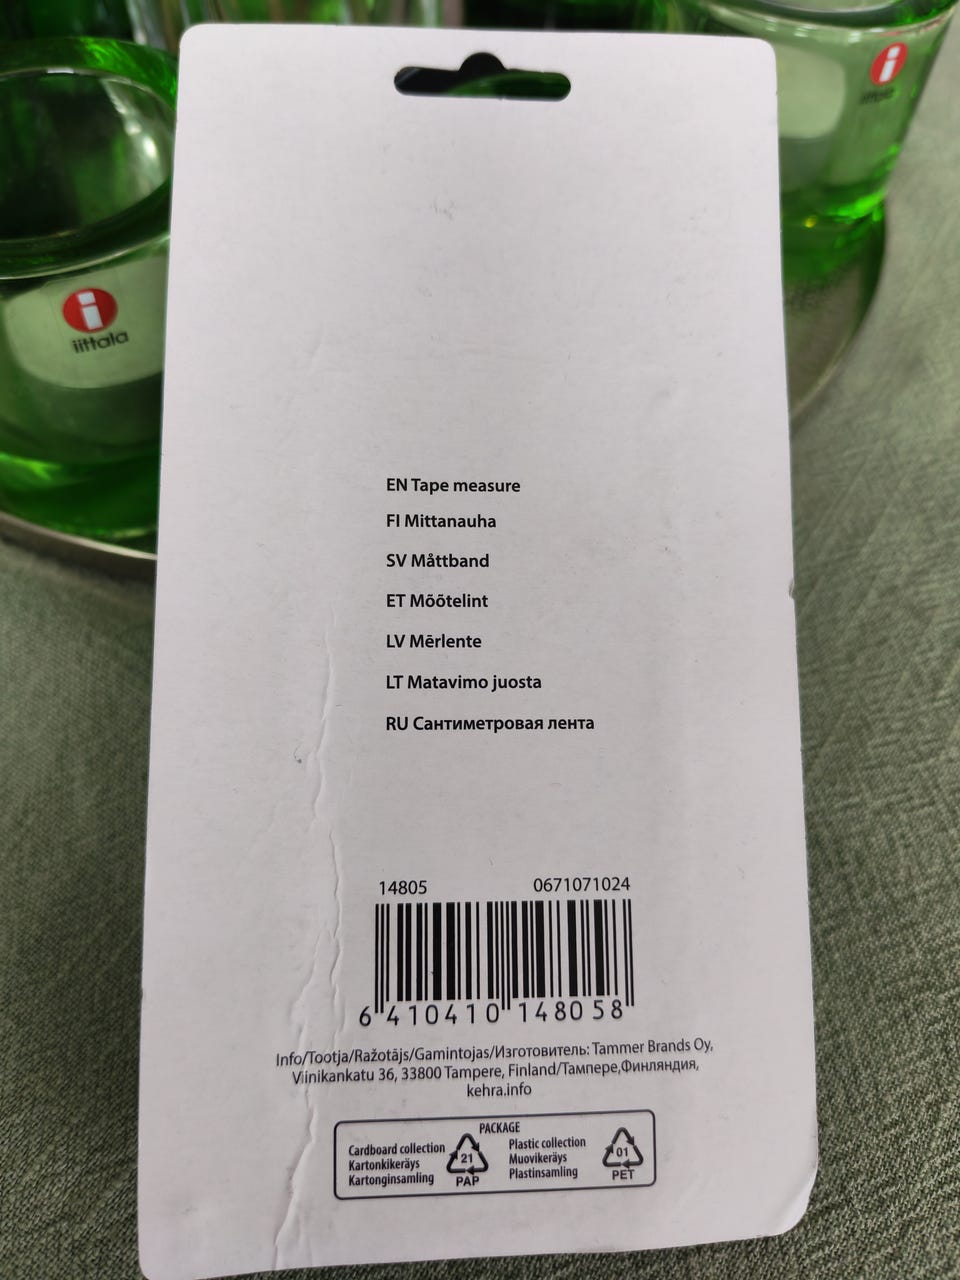 iittala
EN Tape measure
FI Mittanauha
SV Måttband
ET Mõõtelint
LV Mērlente
LT Matavimo juosta
RU Сантиметровая лента
14805 0671071024
6 410410 148058
Info/Tootja/Ražotājs/Gamintojas/Изготовитель: Tammer Brands Oy,
Viinikankatu 36, 33800 Tampere, Finland/Тампере,Финляндия,
kehra.info
PACKAGE
Cardboard collection
Kartonkikeräys
Kartonginsamling
21
PAP
Plastic collection
Muovikeräys
Plastinsamling
01
PET